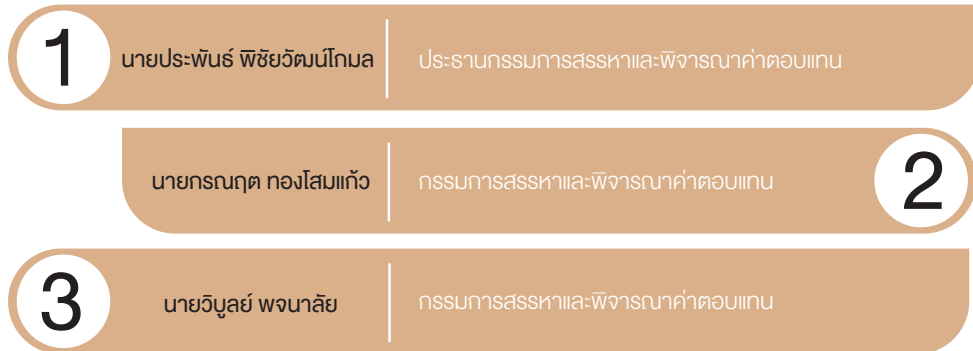 1 นายประพันธ์ พิชัยวัฒน์โกมล ประธานกรรมการสรรหาและพิจารณาค่าตอบแทน
นายกรณฤต ทองโสมแก้ว กรรมการสรรหาและพิจารณาค่าตอบแทน 2
3 นายวิบูลย์ พจนาลัย กรรมการสรรหาและพิจารณาค่าตอบแทน